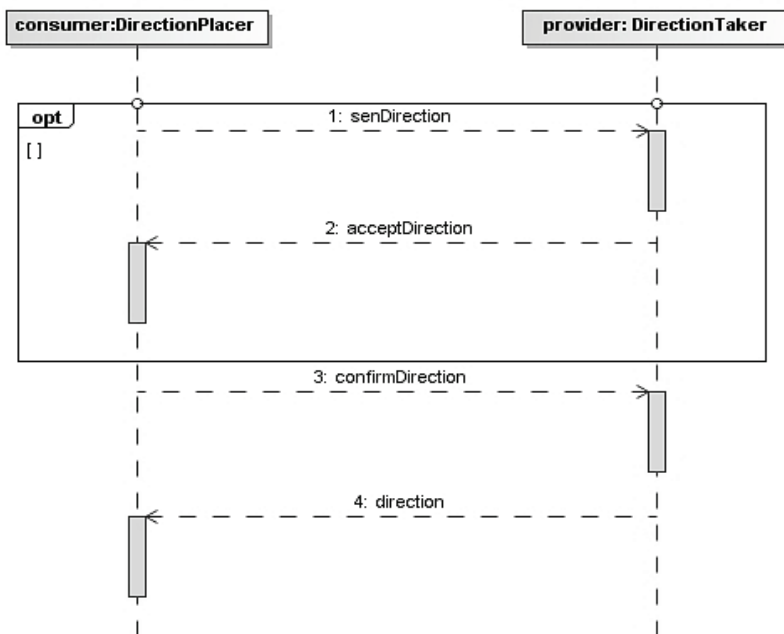 consumer:DirectionPlacer
provider: DirectionTaker
opt
[ ]
1: senDirection
2: acceptDirection
3: confirmDirection
4: direction